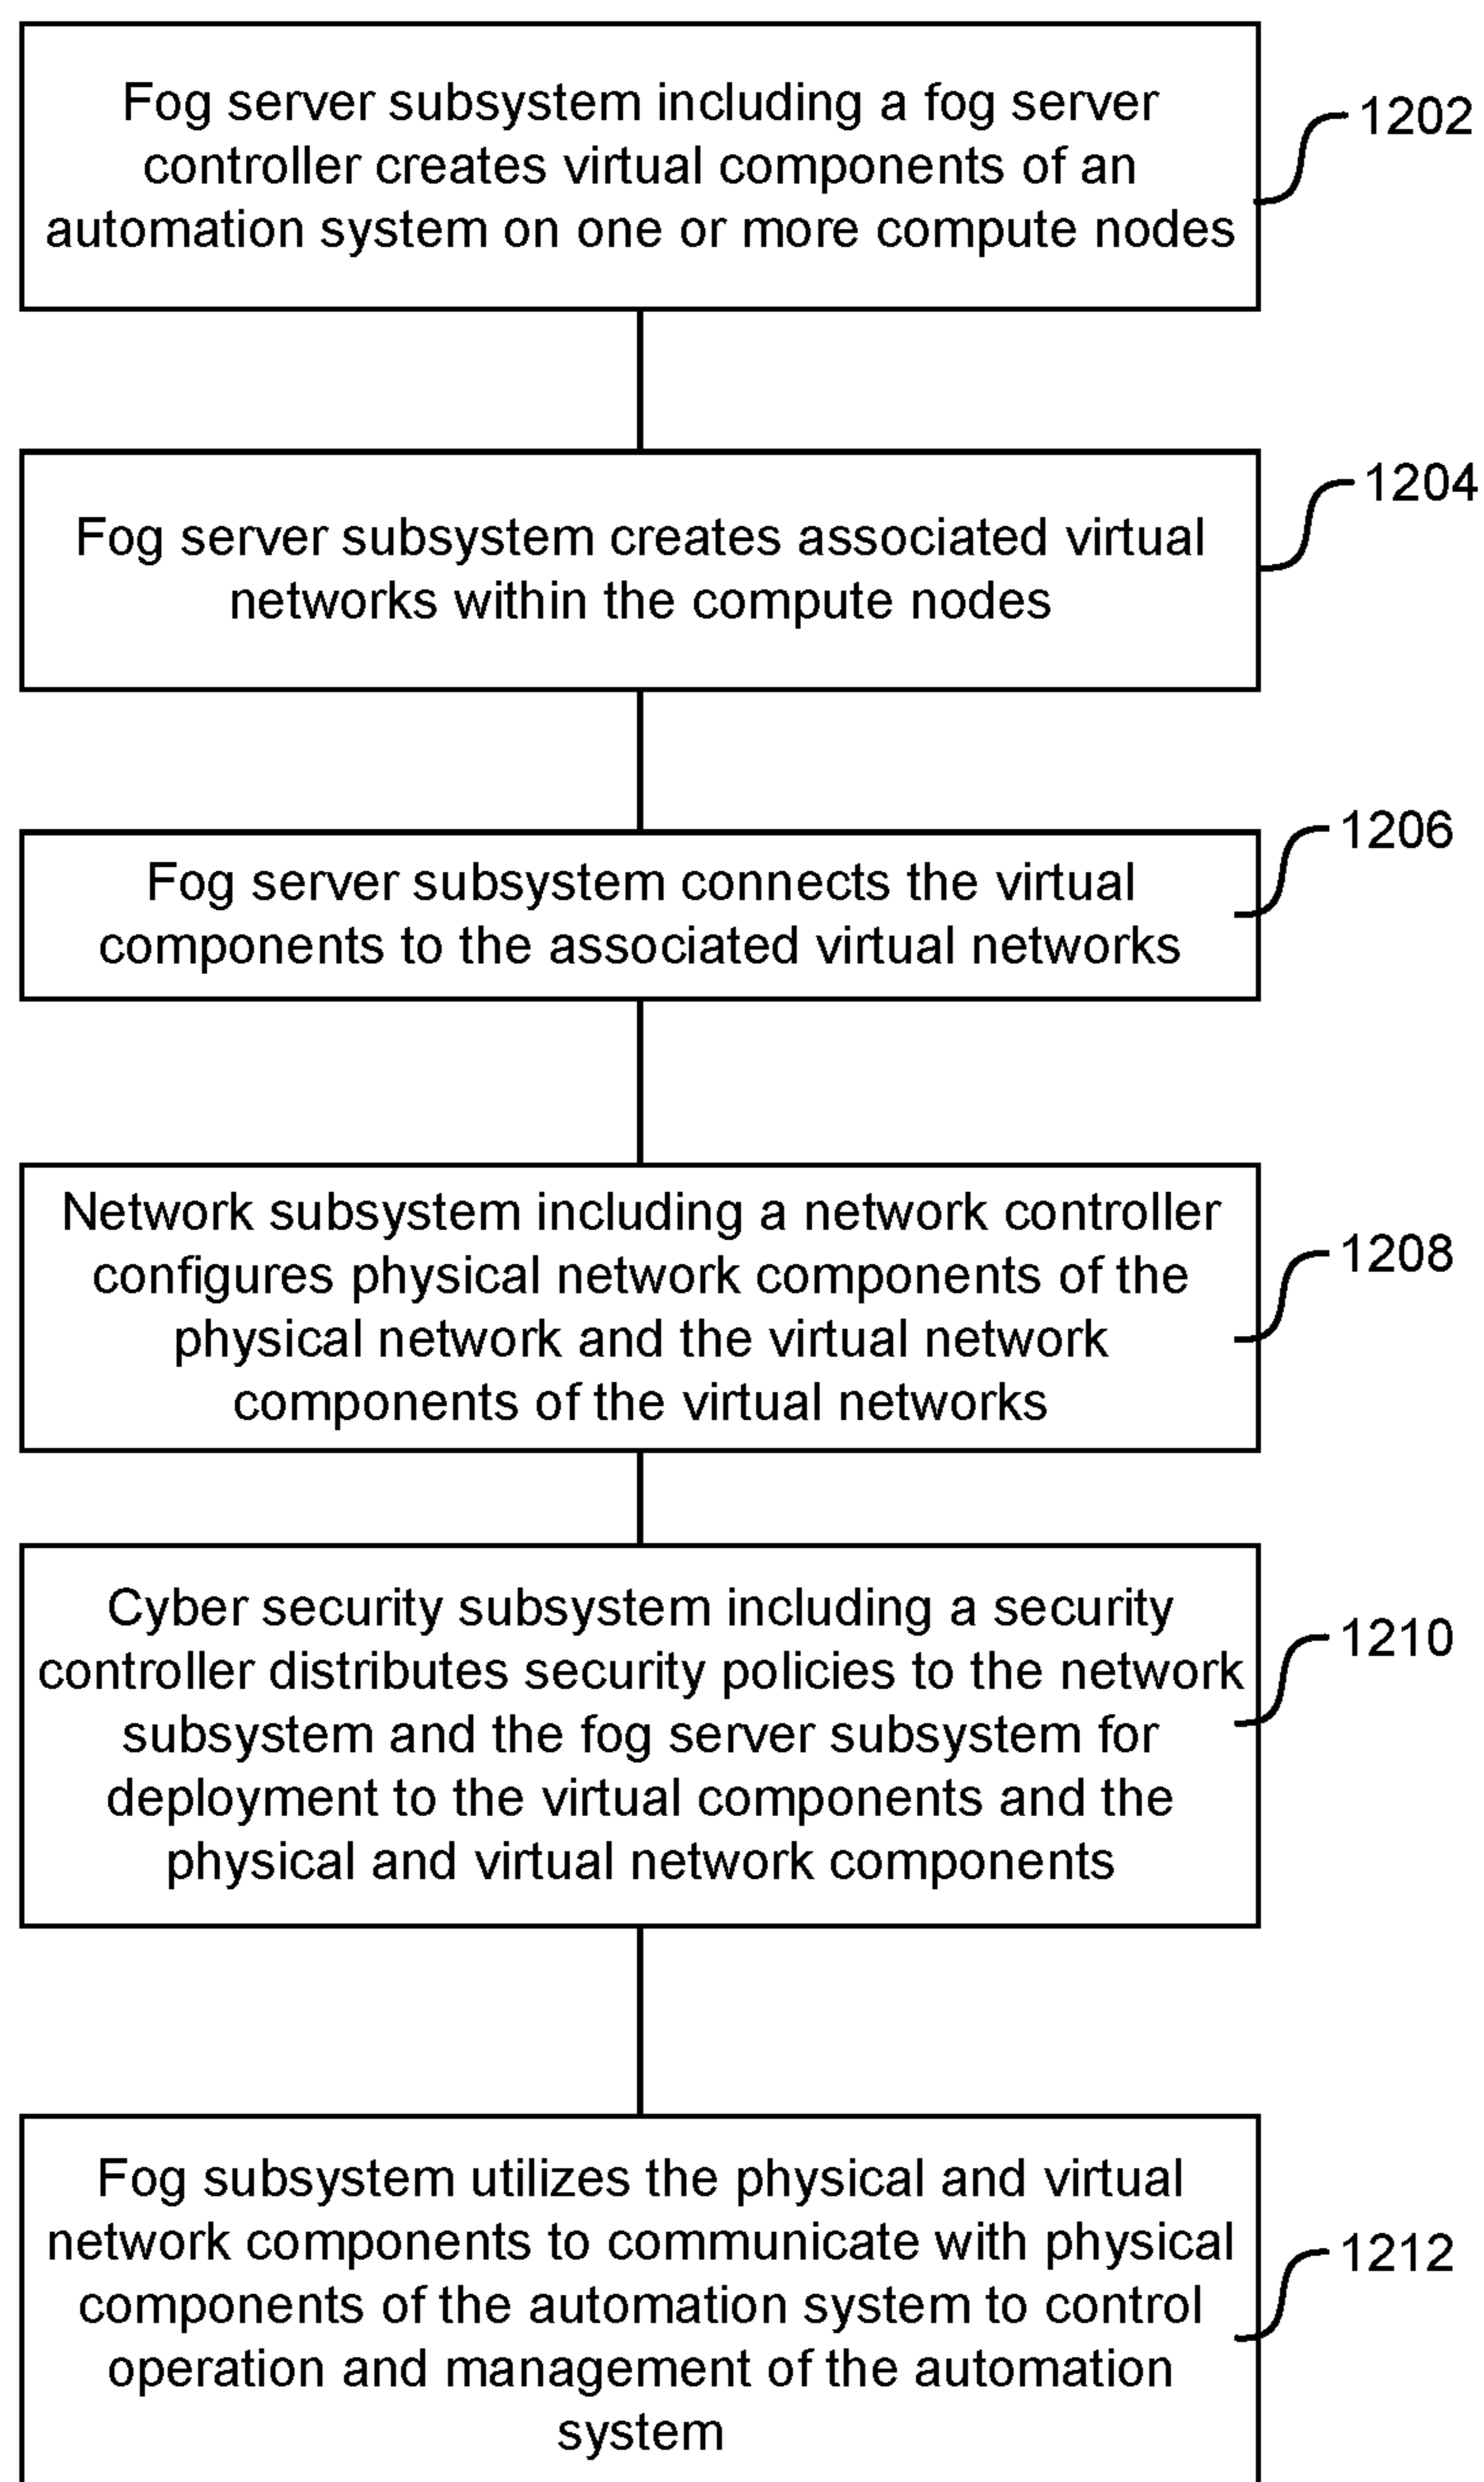 Fog server subsystem including a fog server
controller creates virtual components of an
automation system on one or more compute nodes
1202
Fog server subsystem creates associated virtual
networks within the compute nodes
1204
Fog server subsystem connects the virtual
components to the associated virtual networks
1206
Network subsystem including a network controller
configures physical network components of the
physical network and the virtual network
components of the virtual networks
1208
Cyber security subsystem including a security
controller distributes security policies to the network
subsystem and the fog server subsystem for
deployment to the virtual components and the
physical and virtual network components
1210
Fog subsystem utilizes the physical and virtual
network components to communicate with physical
components of the automation system to control
operation and management of the automation
system
1212